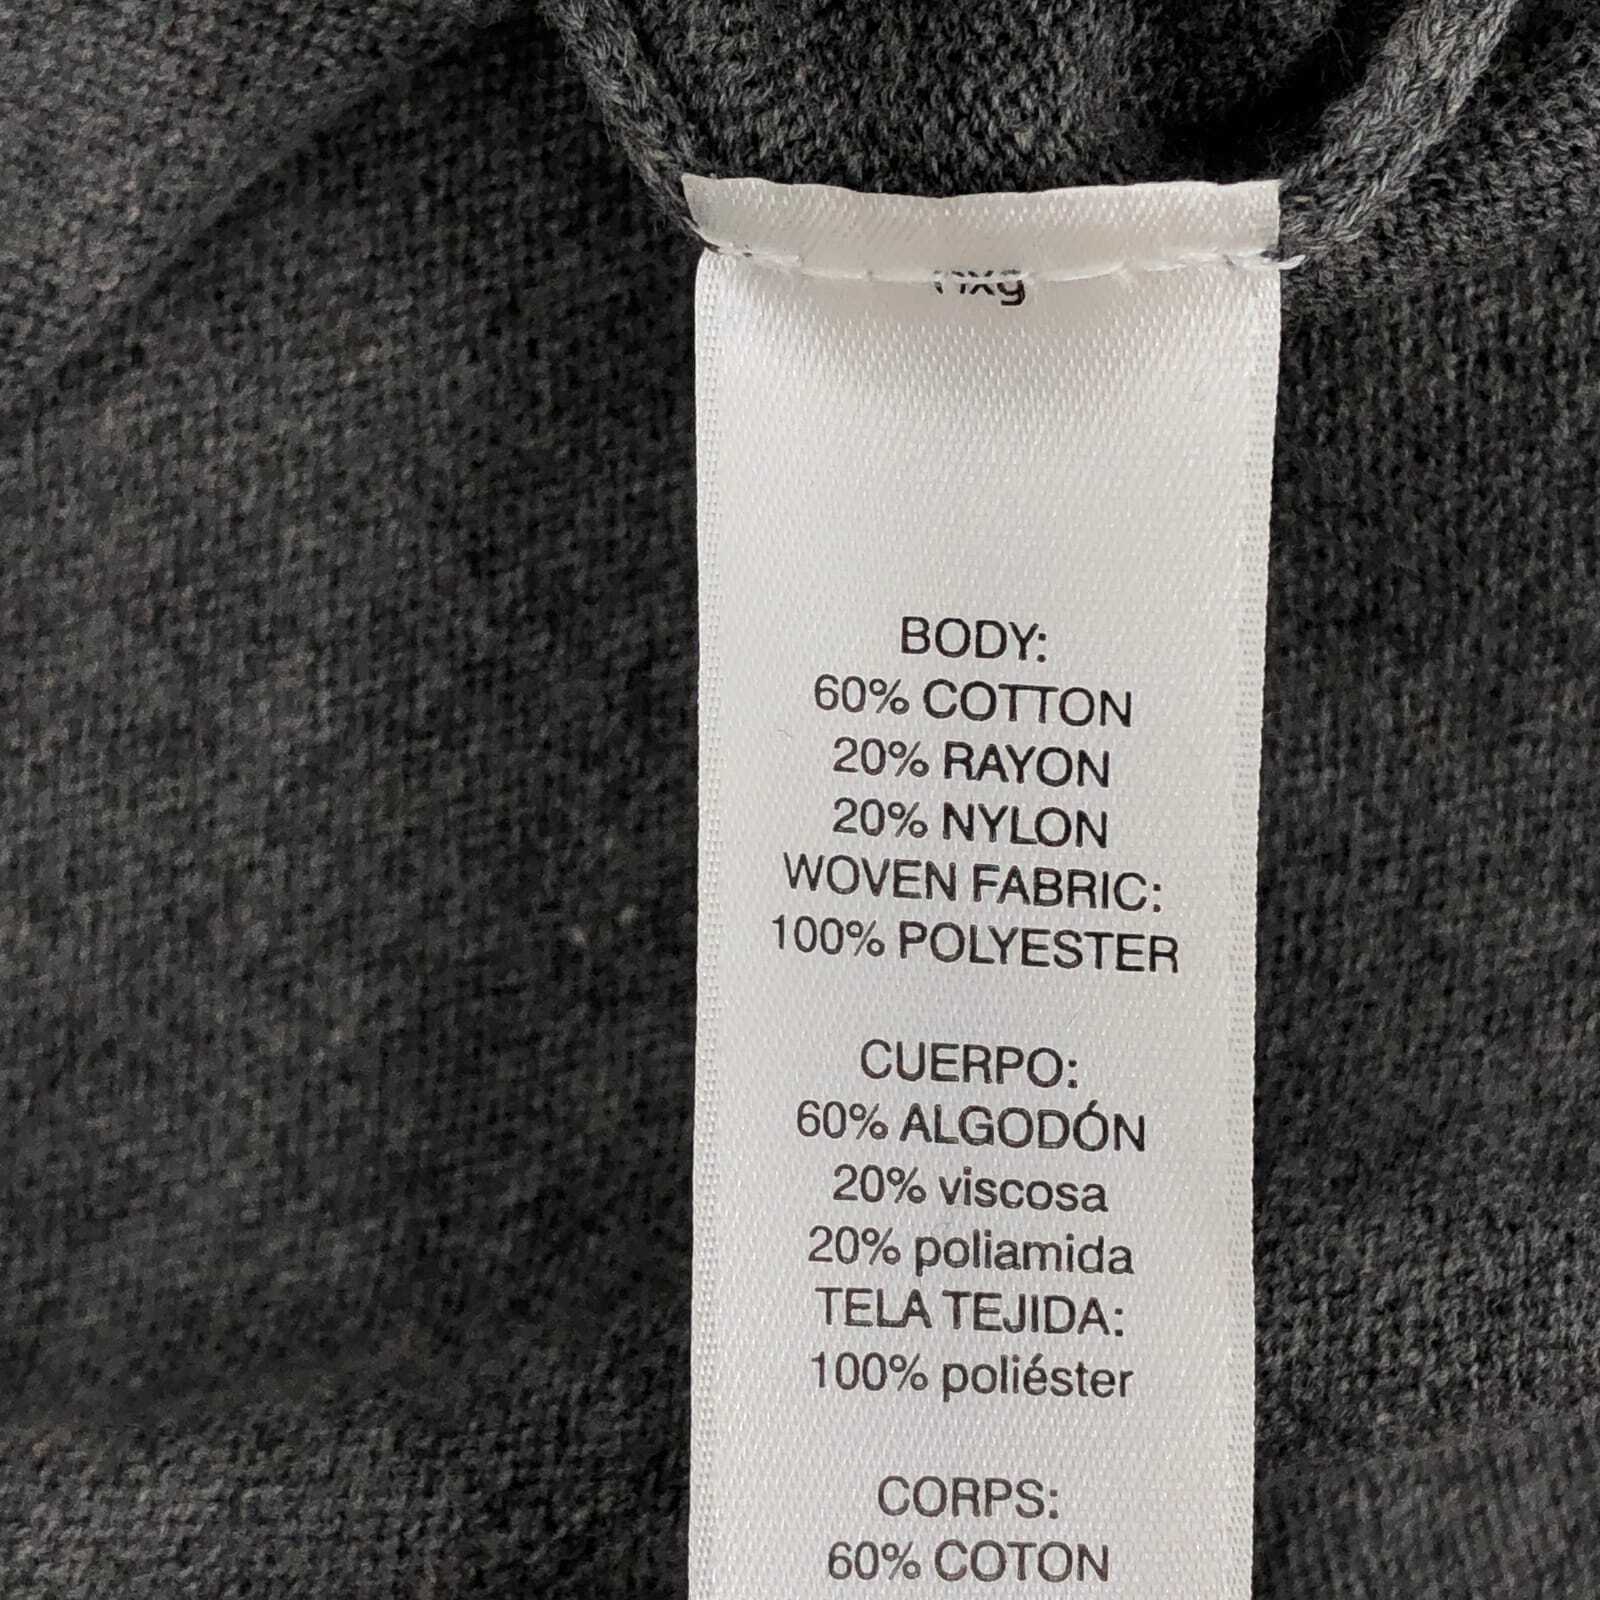 BODY:
60% COTTON
20% RAYON
20% NYLON
WOVEN FABRIC:
100% POLYESTER
CUERPO:
60% ALGODÓN
20% viscosa
20% poliamida
TELA TEJIDA:
100% poliéster
CORPS:
60% COTON